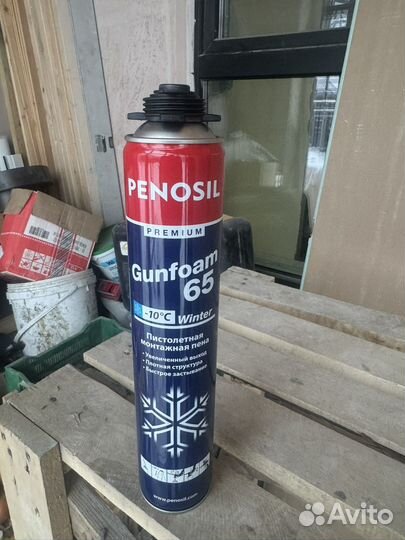 PENOSIL
PREMIUM
Gunfoam
65
-10°C Winter
Пистолетная
монтажная пена
• Увеличенный выход
• Плотная структура
• Быстрое застывание
www.penosil.com
Avito